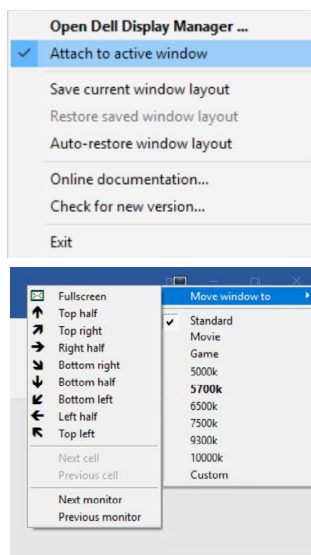 Open Dell Display Manager ...
Attach to active window
Save current window layout
Restore saved window layout
Auto-restore window layout
Online documentation...
Check for new version...
Exit
Fullscreen
Top half
Top right
Right half
Bottom right
Bottom half
Bottom left
Left half
Top left
Next cell
Previous cell
Next monitor
Previous monitor
Move window to
Standard
Movie
Game
5000k
5700k
6500k
7500k
9300k
10000k
Custom